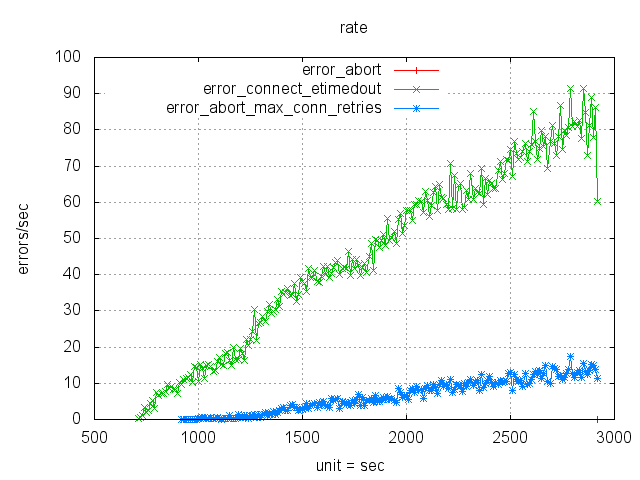 rate
error_abort
error_connect_etimedout
error_abort_max_conn_retries
100
90
80
70
60
50
40
30
20
10
0
errors/sec
500 1000 1500 2000 2500 3000
unit = sec